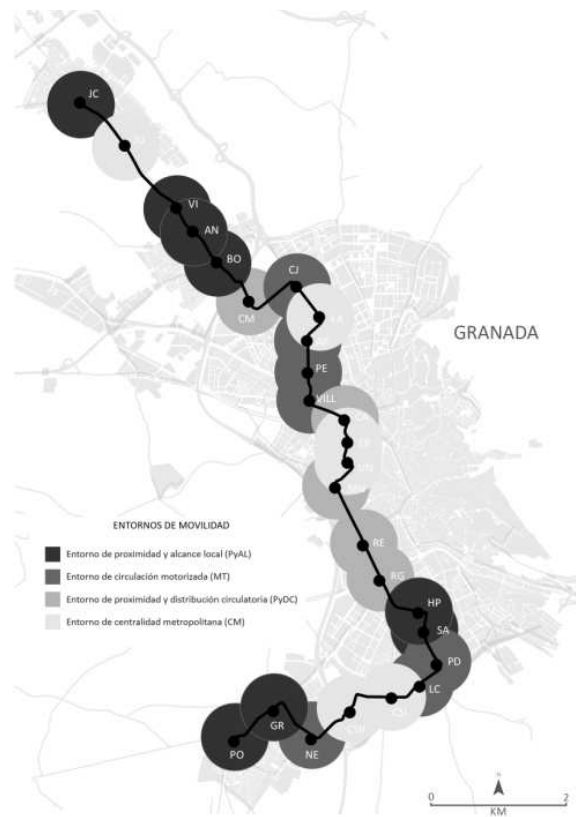 JC
VI
AN
BO
CJ
CM
GRANADA
PE
VILL
RE
RG
HP
SA
PD
LC
GR
PO
NE
ENTORNOS DE MOVILIDAD
Entorno de proximidad y alcance local (PyAL)
Entorno de circulación motorizada (MT)
Entorno de proximidad y distribución circulatoria (PyDC)
Entorno de centralidad metropolitana (CM)
N
0 2
KM